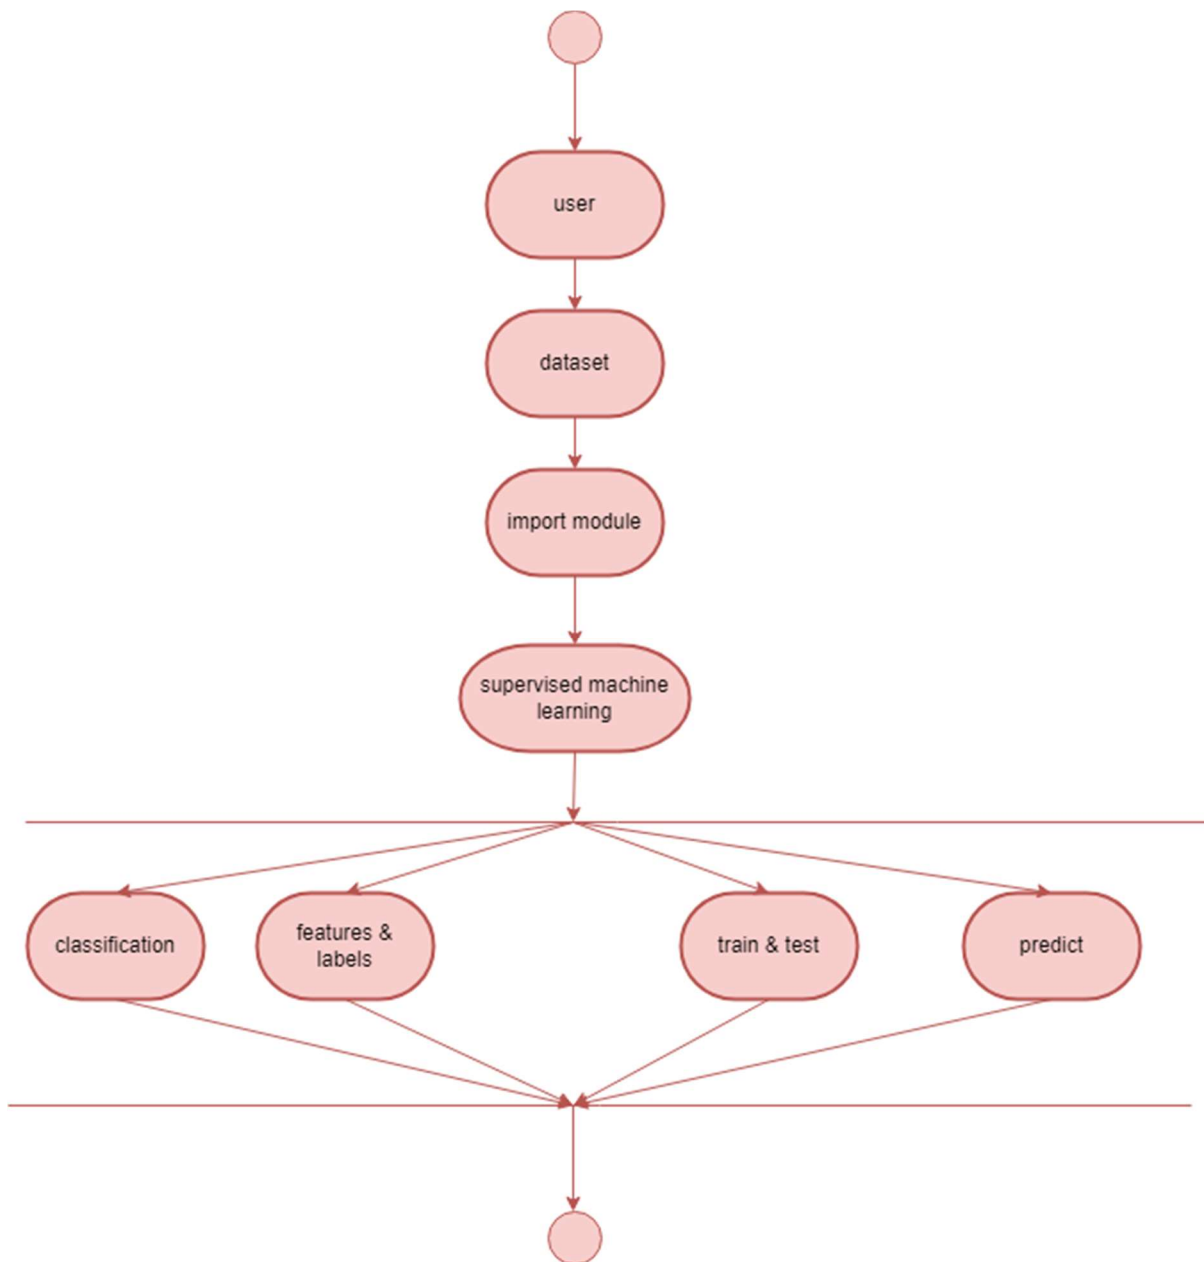 user
dataset
import module
supervised machine
learning
classification
features &
labels
train & test
predict